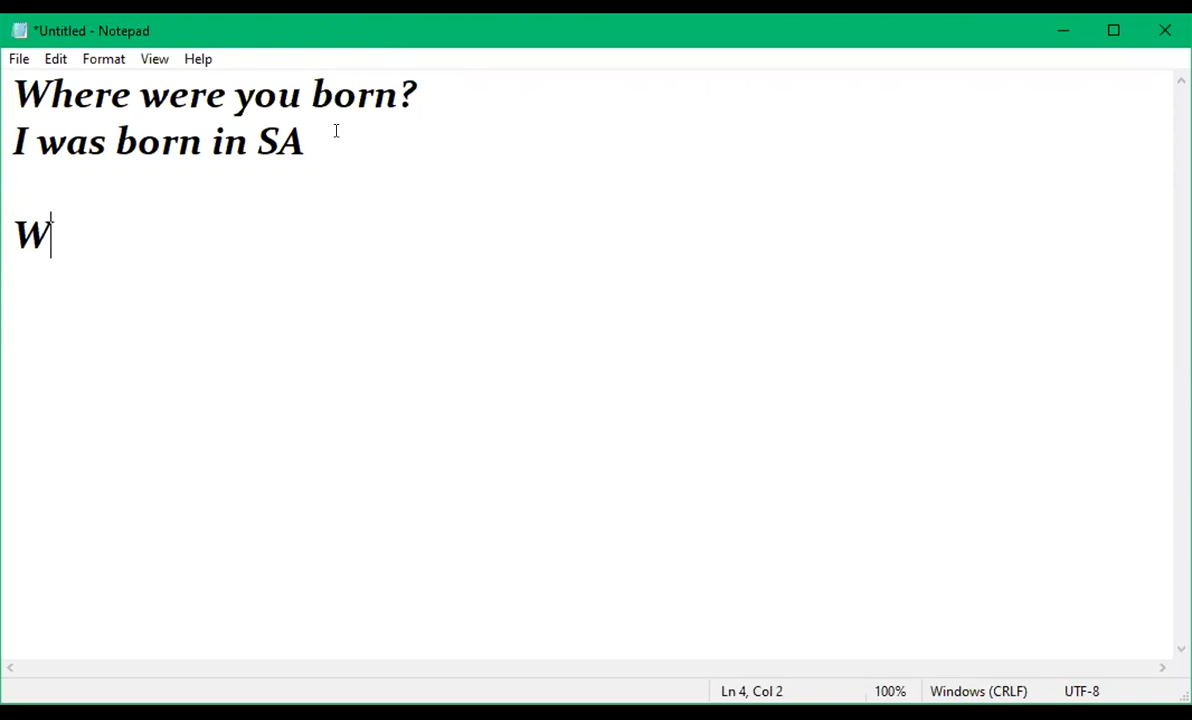 *Untitled - Notepad
File Edit Format View Help
Where were you born?
I was born in SA
W
Ln 4, Col 2 100% Windows (CRLF) UTF-8